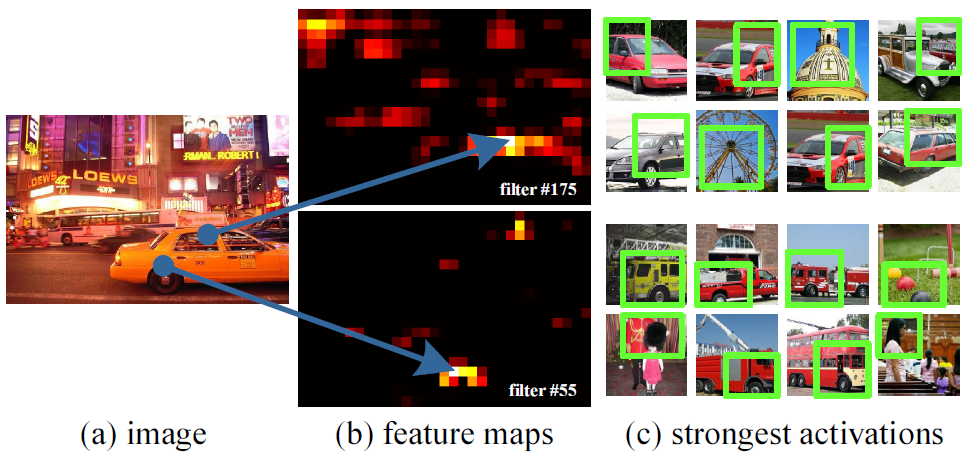 TWO
MEN
RMAN. ROBERT I
LOEWS
LOEWS
filter #175
filter #55
(a) image
(b) feature maps
(c) strongest activations